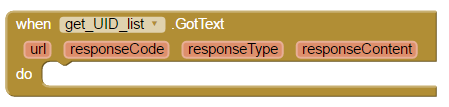 when get_UID_list .GotText
url responseCode responseType responseContent
do